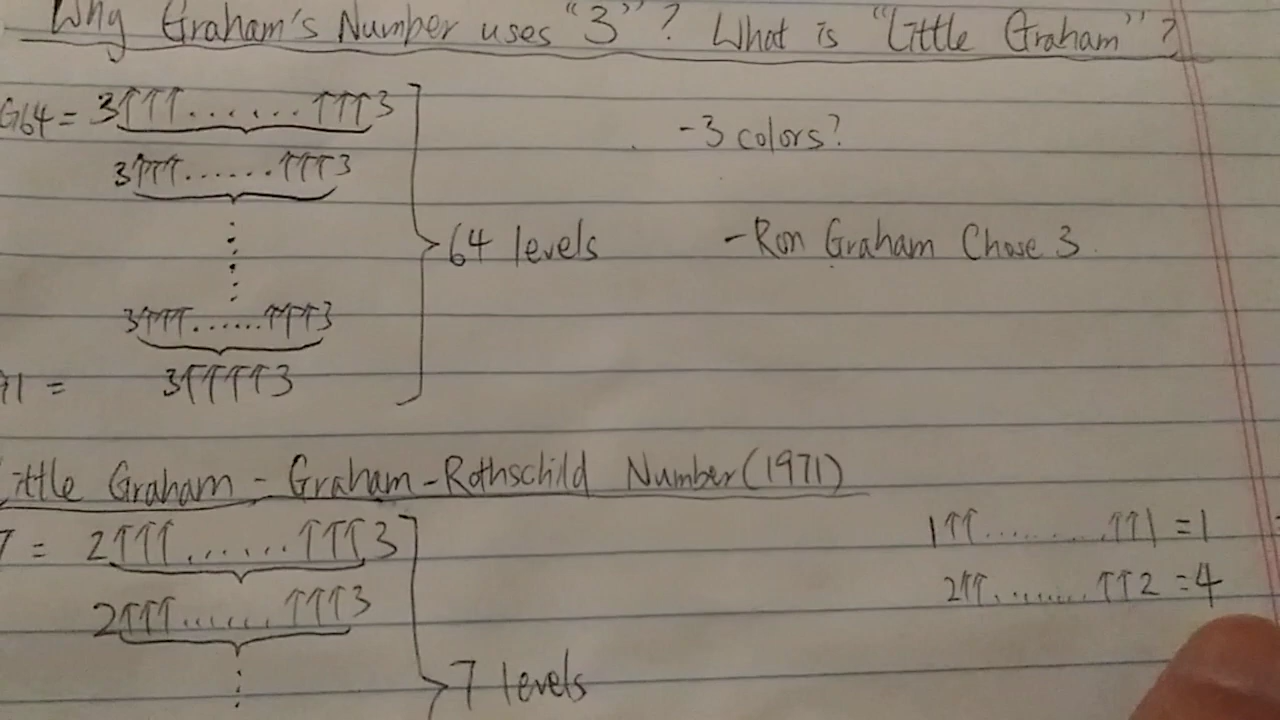 Why Graham's Number uses "3"? What is "Little Graham"?
G64 = 3↑↑↑.......↑↑↑3
3↑↑↑......↑↑↑3
64 levels
3↑↑↑......↑↑↑3
1 = 3↑↑↑↑3
-3 colors?
-Ron Graham Chose 3
Little Graham - Graham-Rothschild Number (1971)
7 = 2↑↑↑.......↑↑↑3
2↑↑↑......↑↑↑3
7 levels
1↑↑.........↑↑1 = 1
2↑↑........↑↑2 = 4